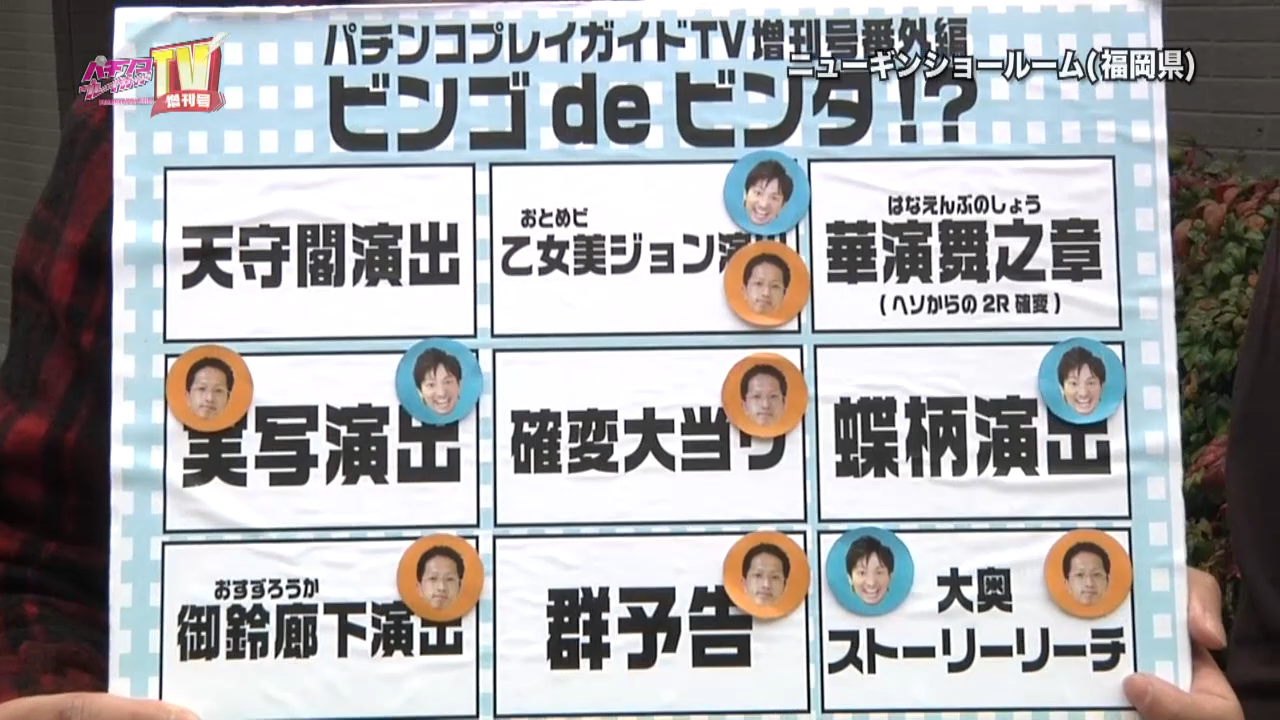 パチンコプレイガイドTV増刊号番外編
ニューギンショールーム(福岡県)
TV
増刊号
ビンゴ de ビンタ!?
天守閣演出
おとめビ
乙女美ジョン演出
はなえんぶのしょう
華演舞之章
(ヘソからの2R確変)
実写演出
確変大当り
蝶柄演出
おすずろうか
御鈴廊下演出
群予告
大奥
ストーリーリーチ